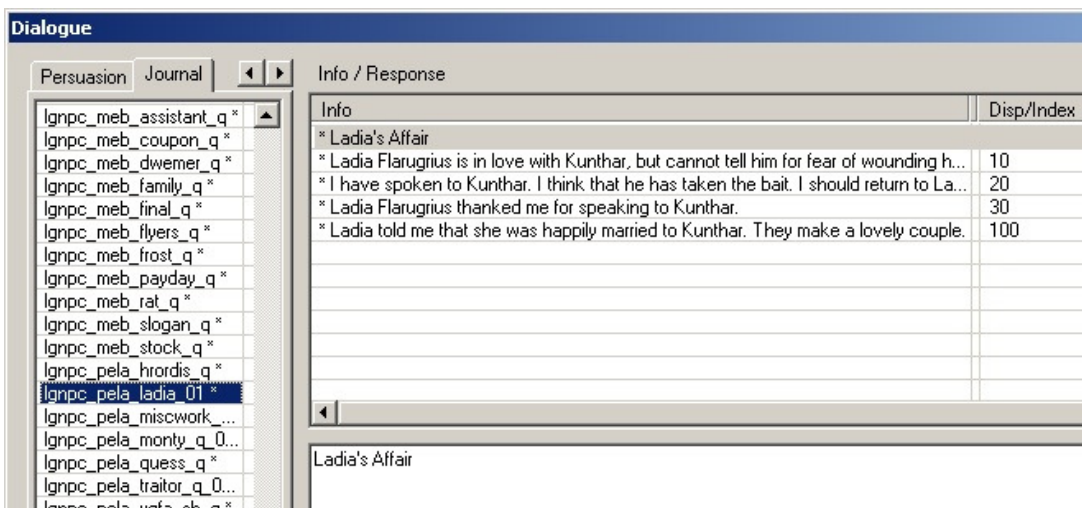 Dialogue
Persuasion Journal Info / Response
Info Disp/Index
lgnpc_meb_assistant_q *
lgnpc_meb_coupon_q *
lgnpc_meb_dwemer_q *
lgnpc_meb_family_q *
lgnpc_meb_final_q *
lgnpc_meb_flyers_q *
lgnpc_meb_frost_q *
lgnpc_meb_payday_q *
lgnpc_meb_rat_q *
lgnpc_meb_slogan_q *
lgnpc_meb_stock_q *
lgnpc_pela_hrordis_q *
lgnpc_pela_ladia_01 *
lgnpc_pela_miscwork_...
lgnpc_pela_monty_q_0...
lgnpc_pela_quess_q *
lgnpc_pela_traitor_q_0...
* Ladia's Affair
* Ladia Flarugrius is in love with Kunthar, but cannot tell him for fear of wounding h... 10
* I have spoken to Kunthar. I think that he has taken the bait. I should return to La... 20
* Ladia Flarugrius thanked me for speaking to Kunthar. 30
* Ladia told me that she was happily married to Kunthar. They make a lovely couple. 100
Ladia's Affair